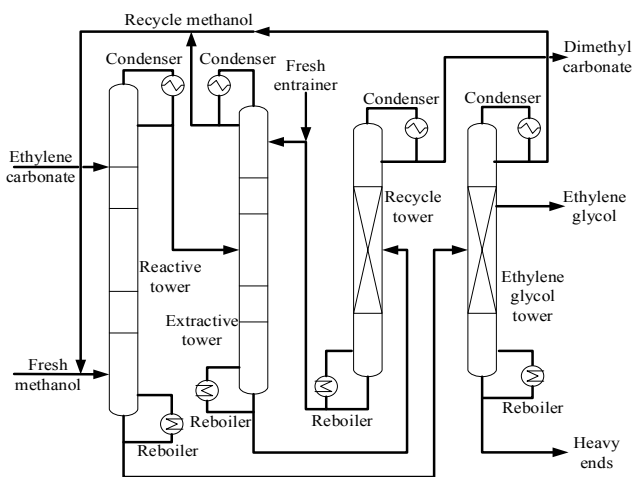 Recycle methanol
Dimethyl
carbonate
Condenser
Condenser
Fresh
entrainer
Condenser
Condenser
Ethylene
carbonate
Recycle
tower
Ethylene
glycol
Reactive
tower
Ethylene
glycol
tower
Extractive
tower
Fresh
methanol
Reboiler
Reboiler
Reboiler
Reboiler
Heavy
ends